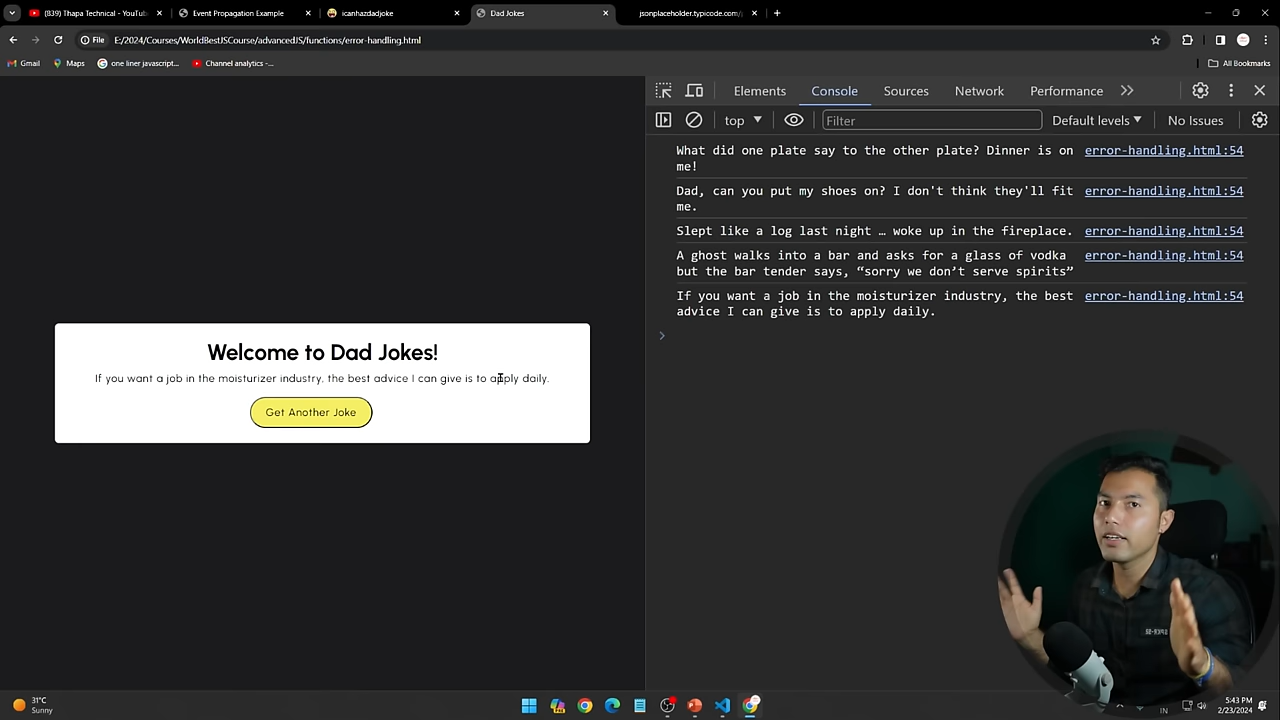 (839) Thapa Technical - YouTub
Event Propagation Example
icanhazdadjoke
Dad Jokes
jsonplaceholder.typicode.com/
File
E:/2024/Courses/WorldBestJSCourse/advancedJS/functions/error-handling.html
Gmail
Maps
one liner javascript...
Channel analytics -...
All Bookmarks
Elements
Console
Sources
Network
Performance
top
Filter
Default levels
No Issues
What did one plate say to the other plate? Dinner is on
me!
error-handling.html:54
Dad, can you put my shoes on? I don't think they'll fit
me.
error-handling.html:54
Slept like a log last night … woke up in the fireplace.
error-handling.html:54
A ghost walks into a bar and asks for a glass of vodka
but the bar tender says, “sorry we don’t serve spirits”
error-handling.html:54
If you want a job in the moisturizer industry, the best
advice I can give is to apply daily.
error-handling.html:54
Welcome to Dad Jokes!
If you want a job in the moisturizer industry, the best advice I can give is to apply daily.
Get Another Joke
31°C
Sunny
IN
5:43 PM
2/23/2024